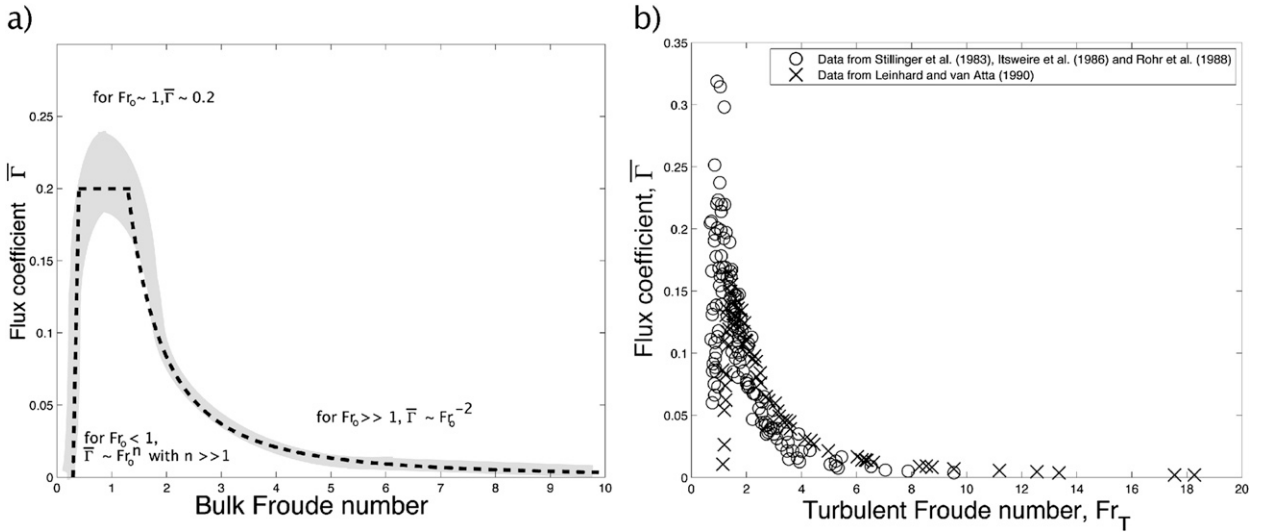 a)
for Fr₀~ 1,Γ̅ ~ 0.2
0.25
0.2
0.15
0.1
0.05
0
Flux coefficient Γ̅
for Fr₀ < 1,
Γ̅ ~ Fr₀ⁿ with n >>1
for Fr₀>> 1, Γ̅ ~ Fr₀⁻²
0 1 2 3 4 5 6 7 8 9 10
Bulk Froude number
b)
0.35
0.3
0.25
0.2
0.15
0.1
0.05
0
Flux coefficient, Γ̅
Data from Stillinger et al. (1983), Itsweire et al. (1986) and Rohr et al. (1988)
Data from Leinhard and van Atta (1990)
0 2 4 6 8 10 12 14 16 18 20
Turbulent Froude number, Fr_T